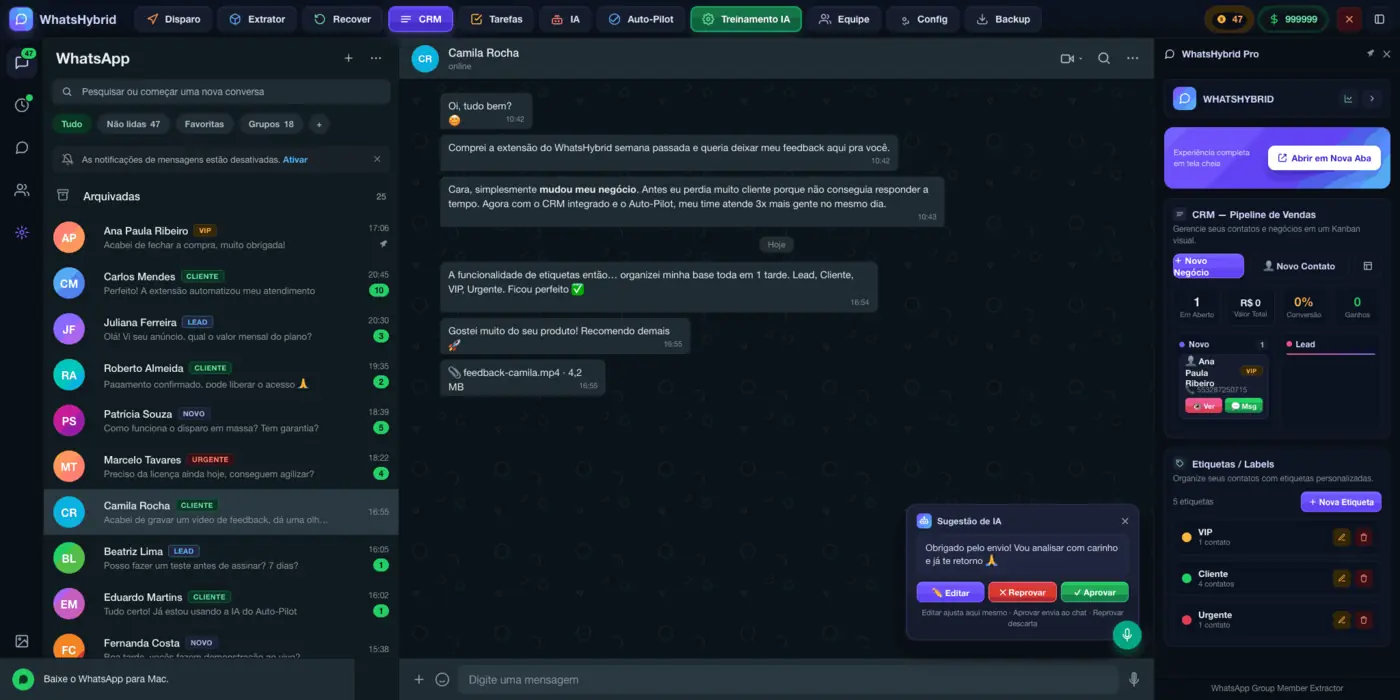 WhatsHybrid
Disparo
Extrator
Recover
CRM
Tarefas
IA
Auto-Pilot
Treinamento IA
Equipe
Config
Backup
47
$ 999999
47
WhatsApp
Pesquisar ou começar uma nova conversa
Tudo
Não lidas 47
Favoritas
Grupos 18
+
As notificações de mensagens estão desativadas. Ativar
Arquivadas
25
AP
Ana Paula Ribeiro VIP
17:06
Acabei de fechar a compra, muito obrigada!
CM
Carlos Mendes CLIENTE
20:45
Perfeito! A extensão automatizou meu atendimento
10
JF
Juliana Ferreira LEAD
20:30
Olá! Vi seu anúncio, qual o valor mensal do plano?
3
RA
Roberto Almeida CLIENTE
19:35
Pagamento confirmado, pode liberar o acesso 🙏
2
PS
Patrícia Souza NOVO
18:39
Como funciona o disparo em massa? Tem garantia?
5
MT
Marcelo Tavares URGENTE
18:22
Preciso da licença ainda hoje, conseguem agilizar?
4
CR
Camila Rocha CLIENTE
16:55
Acabei de gravar um vídeo de feedback, dá uma olh…
BL
Beatriz Lima LEAD
16:05
Posso fazer um teste antes de assinar? 7 dias?
1
EM
Eduardo Martins CLIENTE
16:02
Tudo certo! Já estou usando a IA do Auto-Pilot
1
FC
Fernanda Costa NOVO
15:38
Boa tarde, vocês fazem demonstração ao vivo?
Baixe o WhatsApp para Mac.
CR
Camila Rocha
online
Oi, tudo bem?
😊
10:42
Comprei a extensão do WhatsHybrid semana passada e queria deixar meu feedback aqui pra você.
10:42
Cara, simplesmente mudou meu negócio. Antes eu perdia muito cliente porque não conseguia responder a
tempo. Agora com o CRM integrado e o Auto-Pilot, meu time atende 3x mais gente no mesmo dia.
10:43
Hoje
A funcionalidade de etiquetas então… organizei minha base toda em 1 tarde. Lead, Cliente,
VIP, Urgente. Ficou perfeito ✅
16:54
Gostei muito do seu produto! Recomendo demais
🚀
16:55
📎 feedback-camila.mp4 · 4,2
MB
16:55
Sugestão de IA
Obrigado pelo envio! Vou analisar com carinho
e já te retorno 🙏
✏️ Editar
✕ Reprovar
✓ Aprovar
Editar ajusta aqui mesmo · Aprovar envia ao chat · Reprovar
descarta
Digite uma mensagem
WhatsHybrid Pro
WHATSHYBRID
Experiência completa
em tela cheia
Abrir em Nova Aba
CRM — Pipeline de Vendas
Gerencie seus contatos e negócios em um Kanban
visual.
+ Novo
Negócio
👤 Novo Contato
1
Em Aberto
R$ 0
Valor Total
0%
Conversão
0
Ganhos
Novo
1
Lead
👤 Ana
Paula
Ribeiro
VIP
📞 553287250715
Ver
💬 Msg
Etiquetas / Labels
Organize seus contatos com etiquetas personalizadas.
5 etiquetas
+ Nova Etiqueta
VIP
1 contato
Cliente
4 contatos
Urgente
1 contato
WhatsApp Group Member Extractor